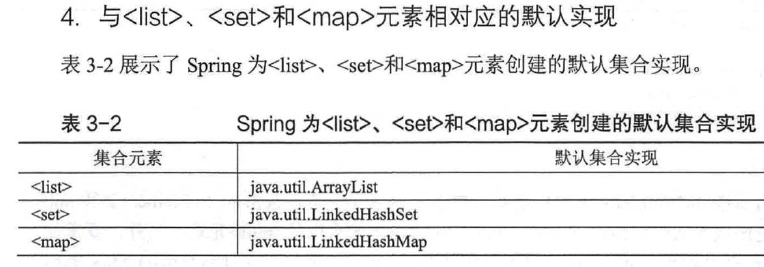 4. 与<list>、<set>和<map>元素相对应的默认实现
表 3-2 展示了 Spring 为<list>、<set>和<map>元素创建的默认集合实现。
表 3-2 Spring 为<list>、<set>和<map>元素创建的默认集合实现
集合元素 默认集合实现
<list> java.util.ArrayList
<set> java.util.LinkedHashSet
<map> java.util.LinkedHashMap